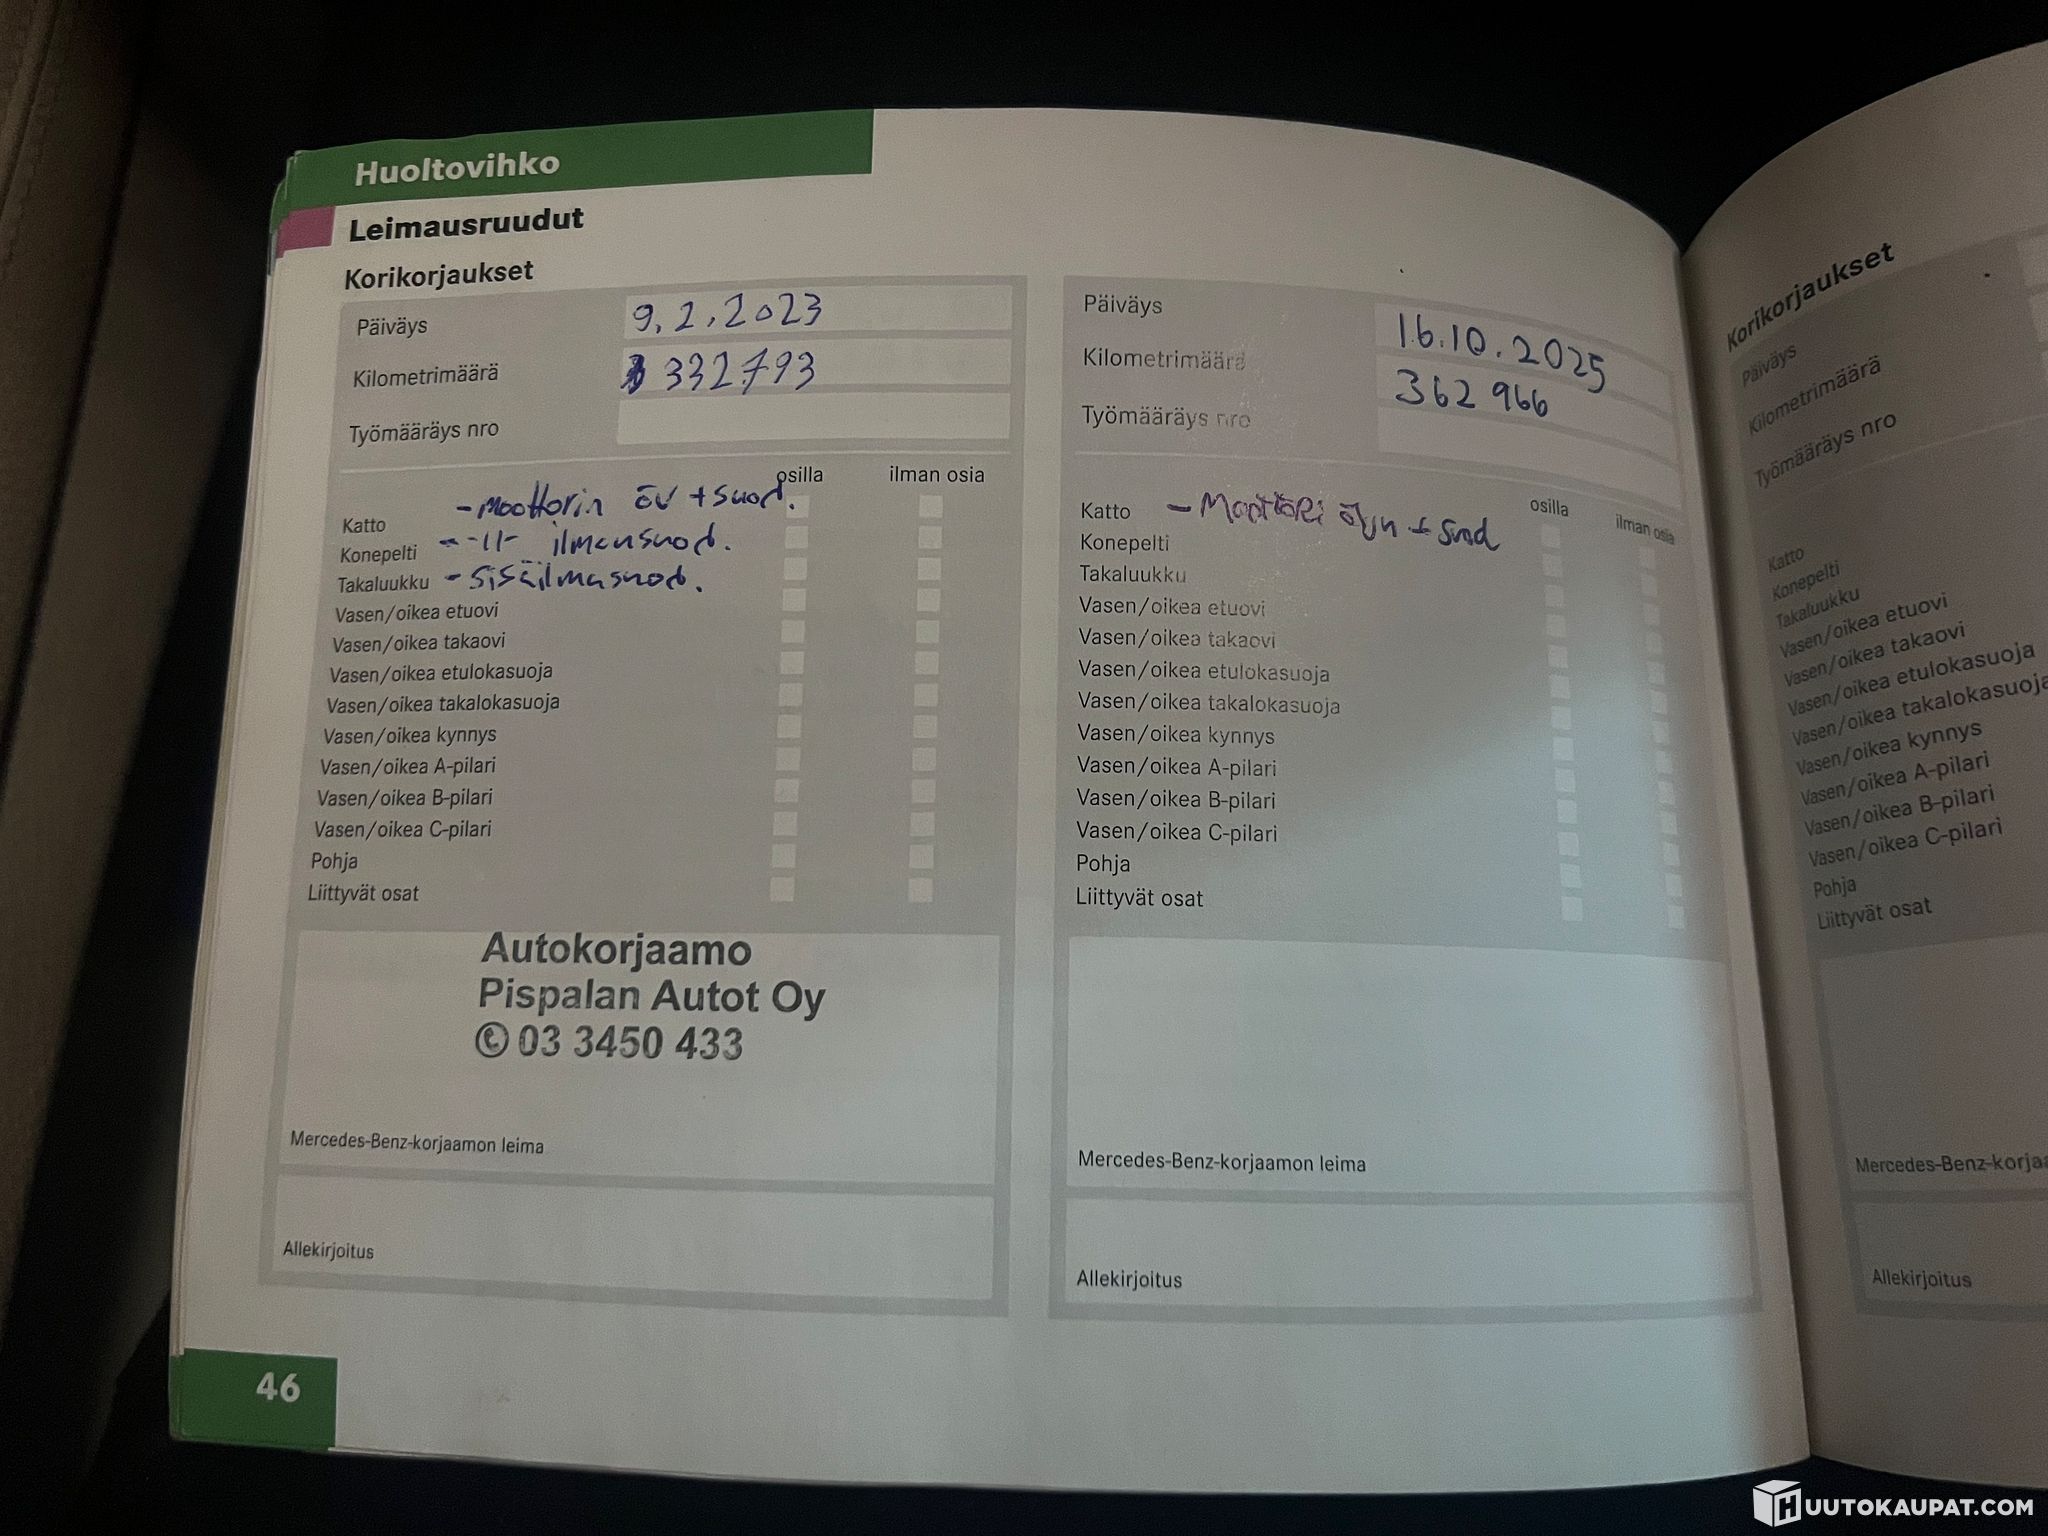 Huoltovihko
Leimausruudut
Korikorjaukset
Päiväys 9.2.2023
Kilometrimäärä 332793
Työmääräys nro
osilla ilman osia
- moottorin öv + suod.
Katto
Konepelti - -11- ilmansuod.
Takaluukku - sisäilmasuod.
Vasen/oikea etuovi
Vasen/oikea takaovi
Vasen/oikea etulokasuoja
Vasen/oikea takalokasuoja
Vasen/oikea kynnys
Vasen/oikea A-pilari
Vasen/oikea B-pilari
Vasen/oikea C-pilari
Pohja
Liittyvät osat
Autokorjaamo
Pispalan Autot Oy
03 3450 433
Mercedes-Benz-korjaamon leima
Allekirjoitus
46
Päiväys 16.10.2025
Kilometrimäärä 362 966
Työmääräys nro
osilla ilman osia
Katto - Moottöri + suod
Konepelti
Takaluukku
Vasen/oikea etuovi
Vasen/oikea takaovi
Vasen/oikea etulokasuoja
Vasen/oikea takalokasuoja
Vasen/oikea kynnys
Vasen/oikea A-pilari
Vasen/oikea B-pilari
Vasen/oikea C-pilari
Pohja
Liittyvät osat
Mercedes-Benz-korjaamon leima
Allekirjoitus
Korikorjaukset
Päiväys
Kilometrimäärä
Työmääräys nro
Katto
Konepelti
Takaluukku
Vasen/oikea etuovi
Vasen/oikea takaovi
Vasen/oikea etulokasuoja
Vasen/oikea takalokasuoja
Vasen/oikea kynnys
Vasen/oikea A-pilari
Vasen/oikea B-pilari
Vasen/oikea C-pilari
Pohja
Liittyvät osat
Mercedes-Benz-korjaa
Allekirjoitus
HUUTOKAUPAT.COM